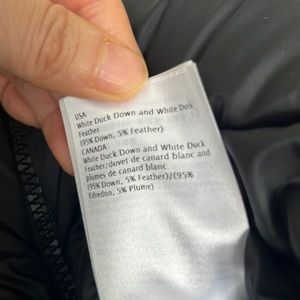 USA
White Duck Down and White Duck
Feather
(95% Down, 5% Feather)
CANADA
White Duck Down and White Duck
Feather/duvet de canard blanc et
plumes de canard blanc
(95% Down, 5% Feather)/(95%
Edredon, 5% Plume)